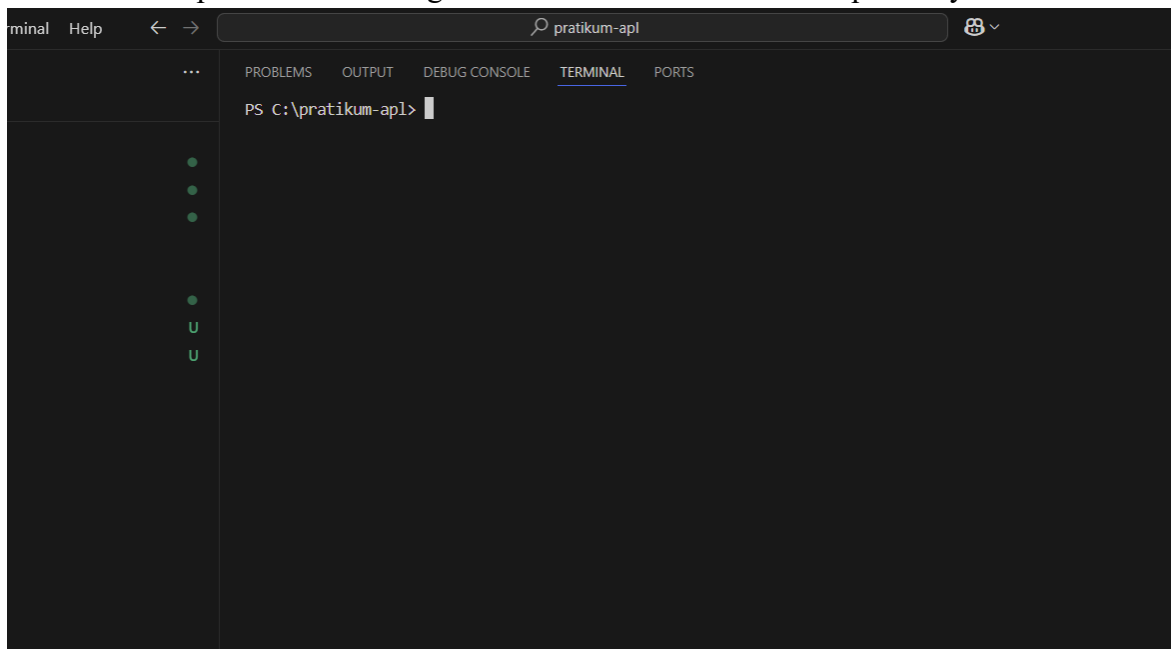 rminal Help ← → pratikum-apl
... PROBLEMS OUTPUT DEBUG CONSOLE TERMINAL PORTS
PS C:\pratikum-apl>
U
U